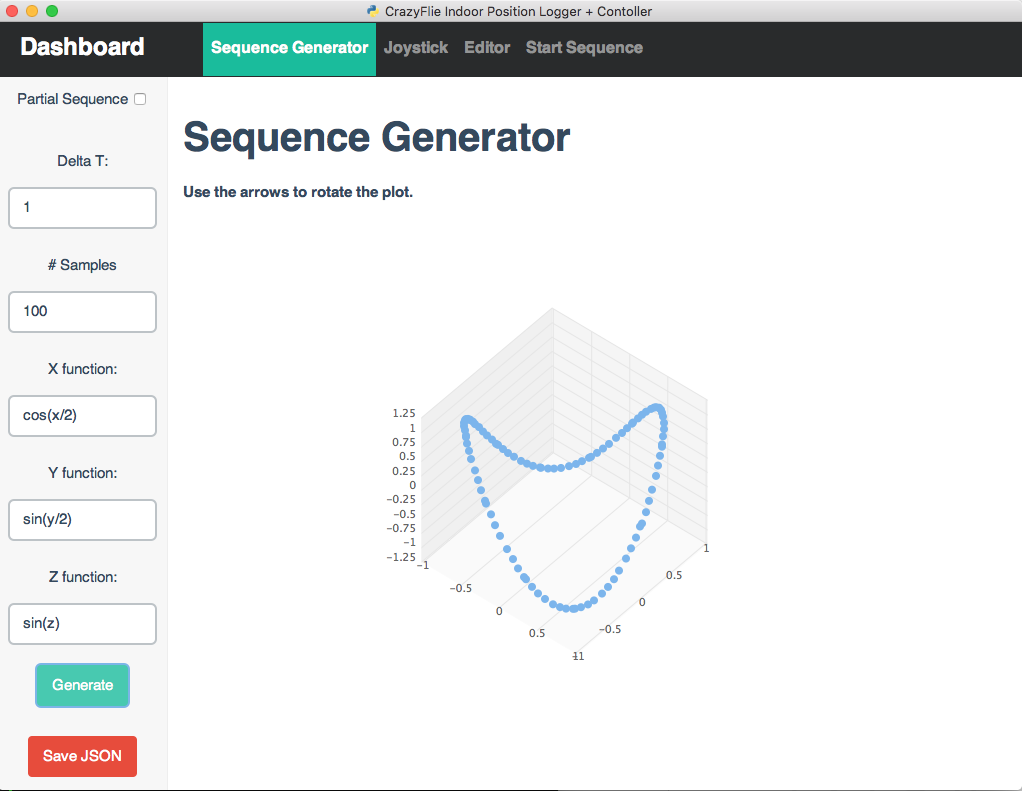 CrazyFlie Indoor Position Logger + Contoller
Dashboard
Sequence Generator Joystick Editor Start Sequence
Partial Sequence
Delta T:
1
# Samples
100
X function:
cos(x/2)
Y function:
sin(y/2)
Z function:
sin(z)
Generate
Save JSON
Sequence Generator
Use the arrows to rotate the plot.
1.25
1
0.75
0.5
0.25
0
−0.25
−0.5
−0.75
−1
−1.25
−1
−0.5
0
0.5
1
−1
−0.5
0
0.5
1